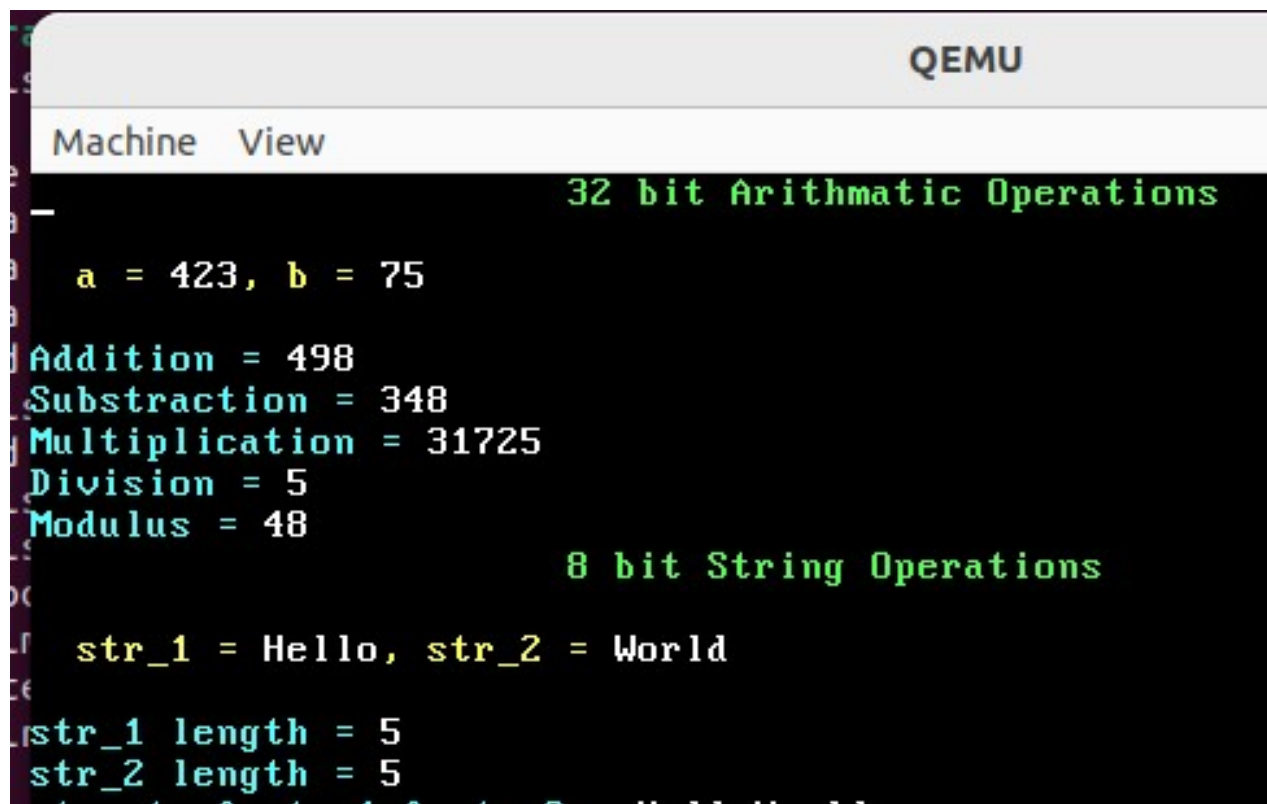 QEMU
Machine View
32 bit Arithmatic Operations
a = 423, b = 75
Addition = 498
Substraction = 348
Multiplication = 31725
Division = 5
Modulus = 48
8 bit String Operations
str_1 = Hello, str_2 = World
str_1 length = 5
str_2 length = 5